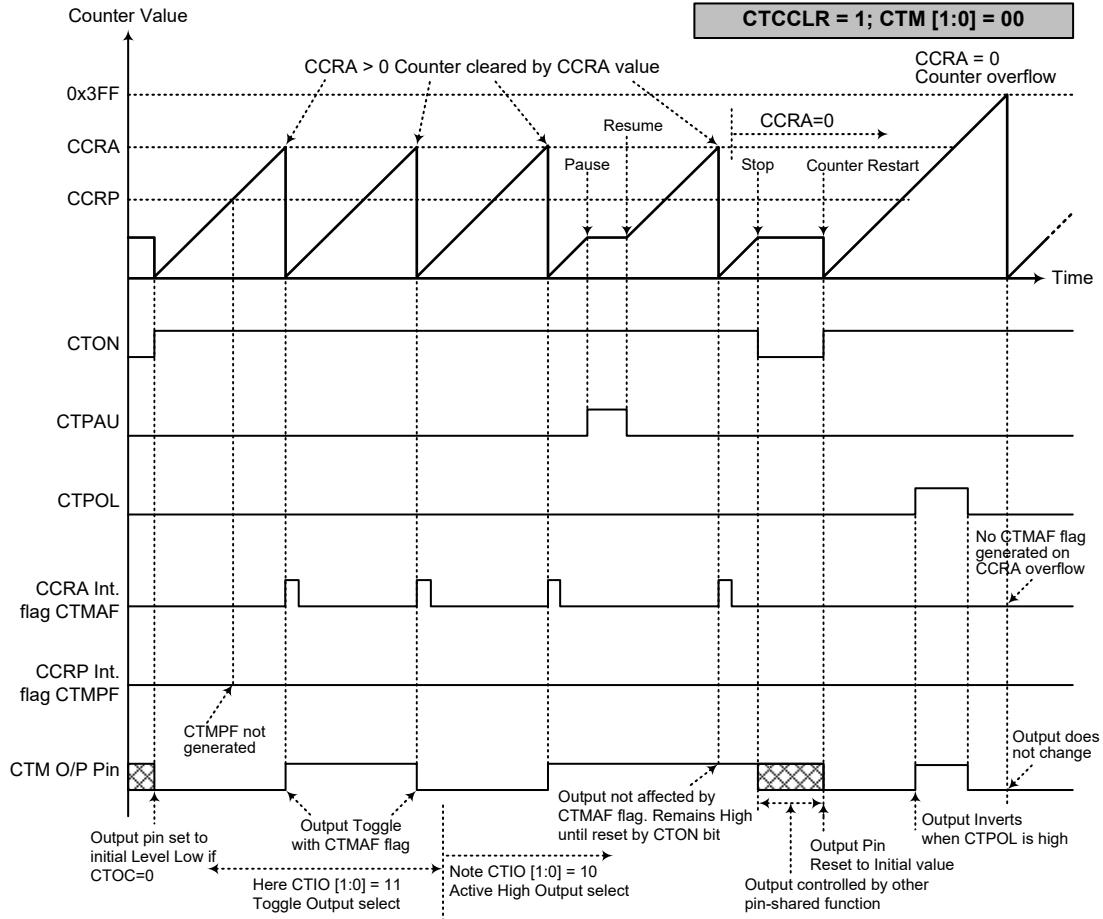 Counter Value
CTCCLR = 1; CTM [1:0] = 00
CCRA > 0 Counter cleared by CCRA value
CCRA = 0
Counter overflow
0x3FF
CCRA
CCRP
Resume
CCRA=0
Pause
Stop
Counter Restart
Time
CTON
CTPAU
CTPOL
No CTMAF flag
generated on
CCRA overflow
CCRA Int.
flag CTMAF
CCRP Int.
flag CTMPF
CTMPF not
generated
CTM O/P Pin
Output does
not change
Output pin set to
initial Level Low if
CTOC=0
Output Toggle
with CTMAF flag
Output not affected by
CTMAF flag. Remains High
until reset by CTON bit
Output Inverts
when CTPOL is high
Output Pin
Reset to Initial value
Here CTIO [1:0] = 11
Toggle Output select
Note CTIO [1:0] = 10
Active High Output select
Output controlled by other
pin-shared function